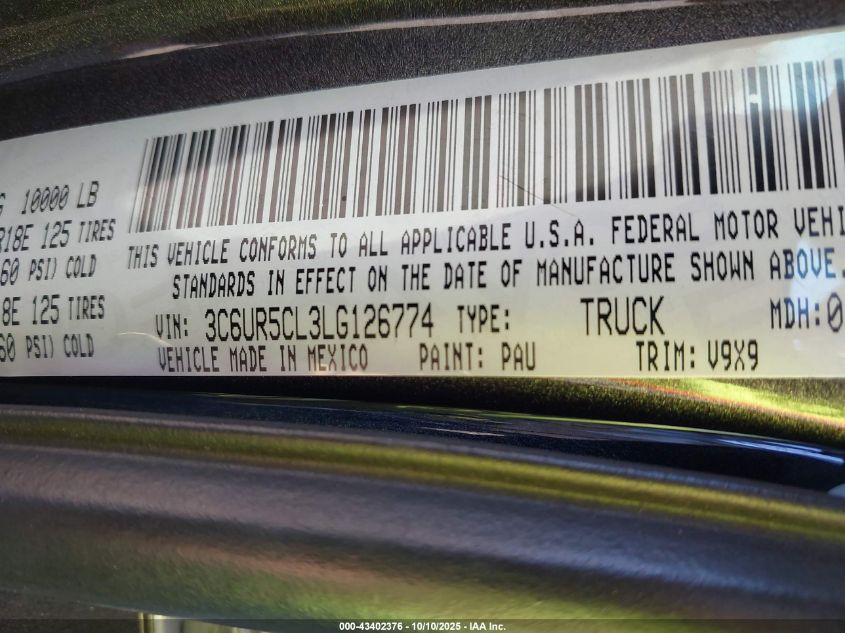 10000 LB
R18E 125 TIRES
60 PSI) COLD
8E 125 TIRES
60 PSI) COLD
THIS VEHICLE CONFORMS TO ALL APPLICABLE U.S.A. FEDERAL MOTOR VEHI
STANDARDS IN EFFECT ON THE DATE OF MANUFACTURE SHOWN ABOVE.
VIN: 3C6UR5CL3LG126774 TYPE: TRUCK MDH:0
VEHICLE MADE IN MEXICO PAINT: PAU TRIM: V9X9
000-43402376 - 10/10/2025 - IAA Inc.